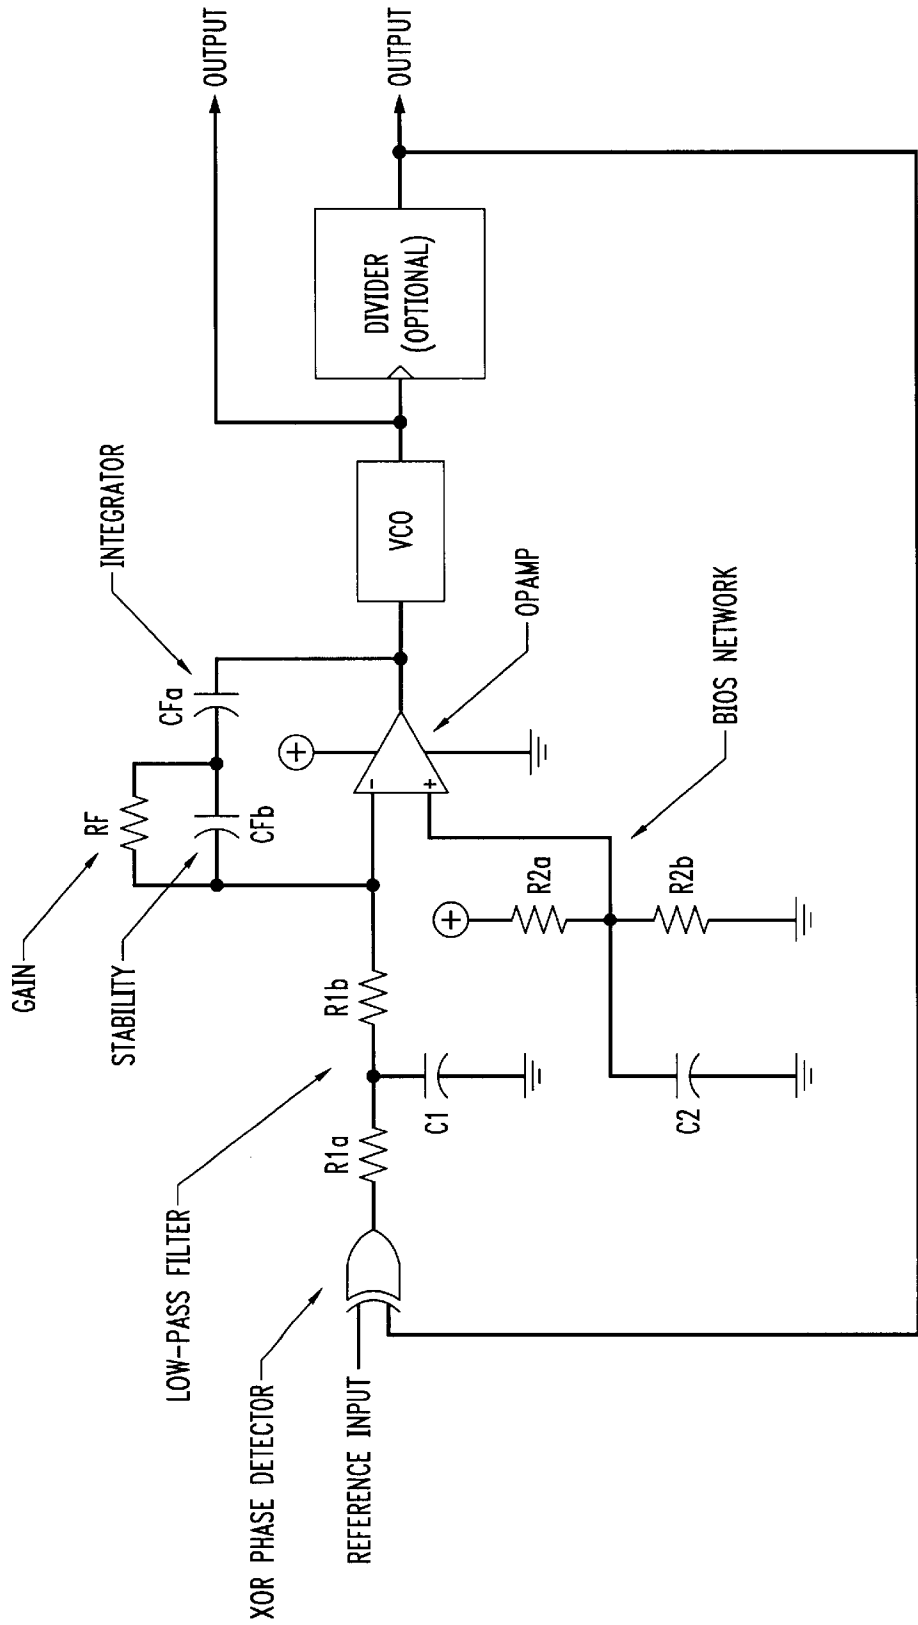 GAIN
STABILITY
RF
CFb
CFa
INTEGRATOR
OUTPUT
LOW-PASS FILTER
XOR PHASE DETECTOR
REFERENCE INPUT
R1a
R1b
C1
-
+
+
VCO
DIVIDER
(OPTIONAL)
OUTPUT
OPAMP
+
R2a
R2b
C2
BIOS NETWORK